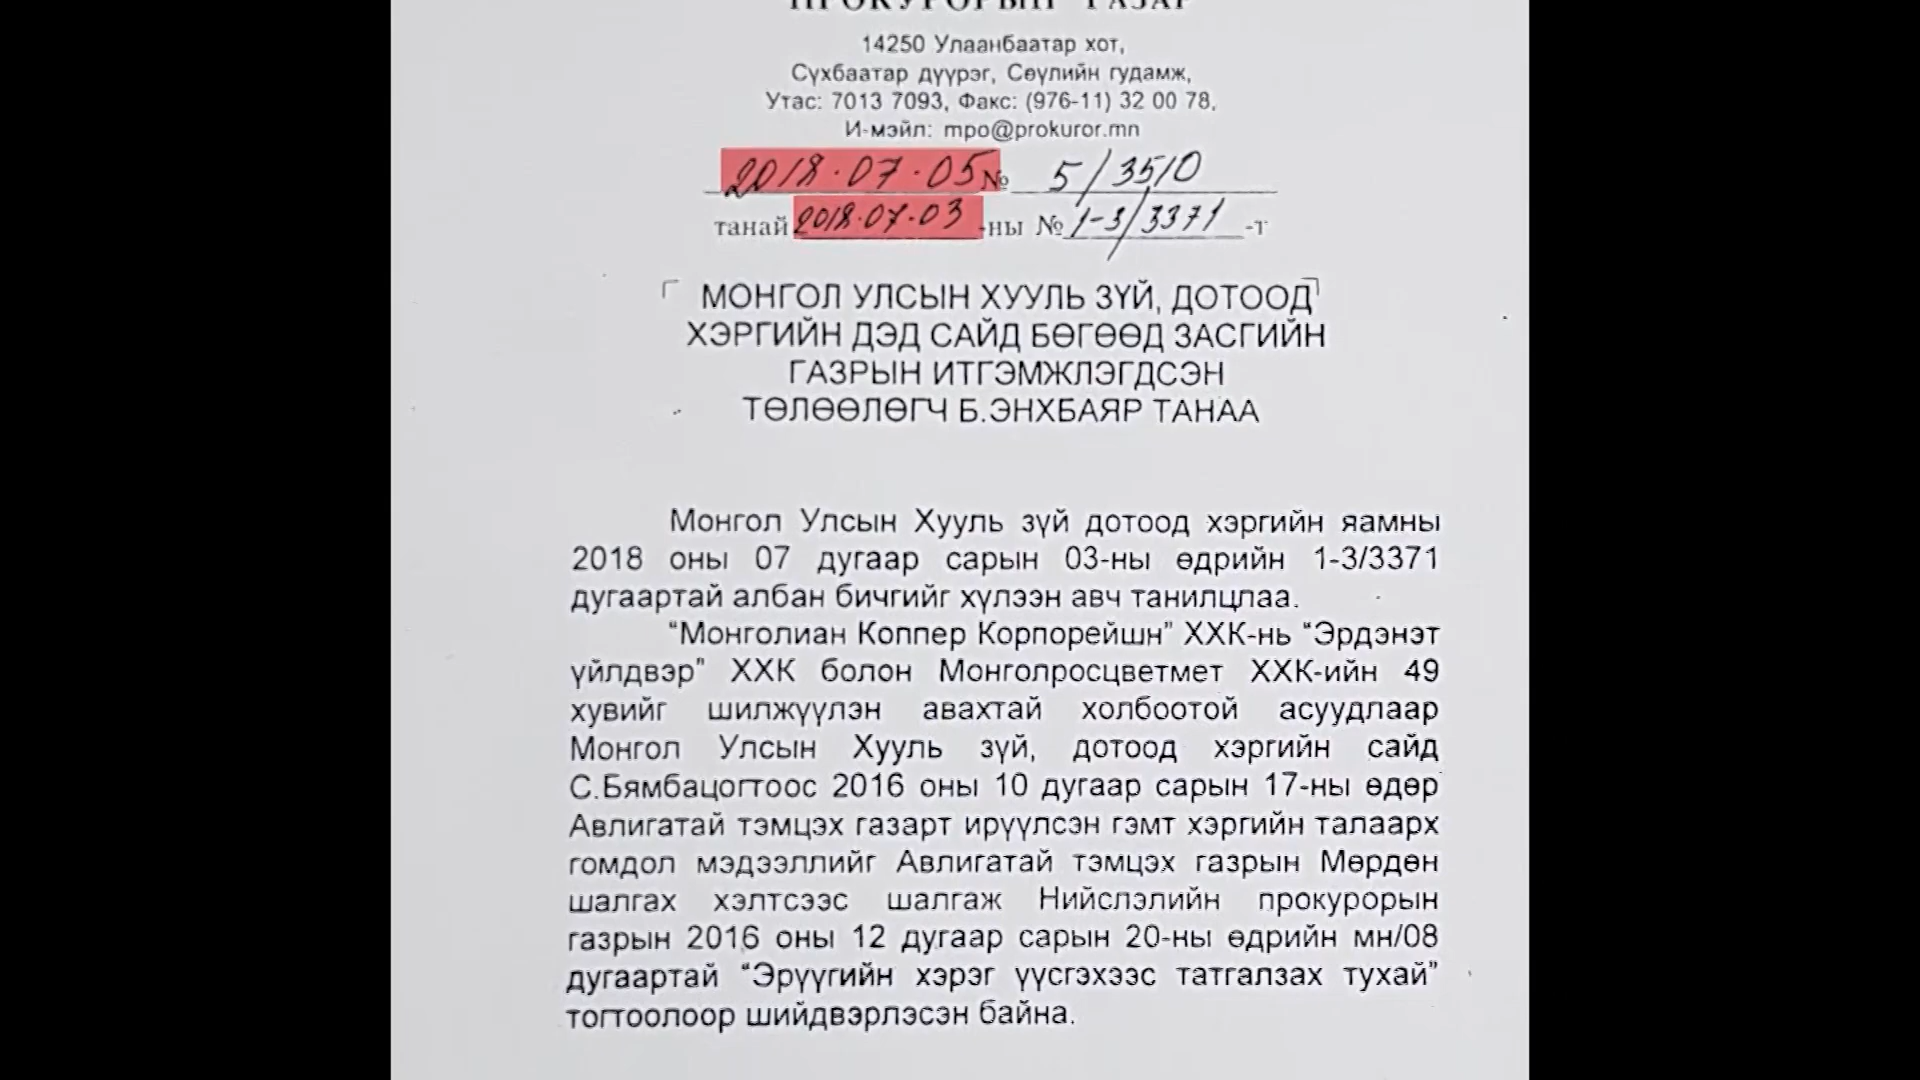 ПРОКУРОРЫН ГАЗАР
14250 Улаанбаатар хот,
Сүхбаатар дүүрэг, Сөүлийн гудамж,
Утас: 7013 7093, Факс: (976-11) 32 00 78,
И-мэйл: mpo@prokuror.mn
2018.07.05 № 5/3510
танай 2018.07.03 -ны № 1-3/3371 -т
МОНГОЛ УЛСЫН ХУУЛЬ ЗҮЙ, ДОТООД
ХЭРГИЙН ДЭД САЙД БӨГӨӨД ЗАСГИЙН
ГАЗРЫН ИТГЭМЖЛЭГДСЭН
ТӨЛӨӨЛӨГЧ Б.ЭНХБАЯР ТАНАА
Монгол Улсын Хууль зүй дотоод хэргийн яамны
2018 оны 07 дугаар сарын 03-ны өдрийн 1-3/3371
дугаартай албан бичгийг хүлээн авч танилцлаа.
“Монголиан Коппер Корпорейшн” ХХК-нь “Эрдэнэт
үйлдвэр” ХХК болон Монголросцветмет ХХК-ийн 49
хувийг шилжүүлэн авахтай холбоотой асуудлаар
Монгол Улсын Хууль зүй, дотоод хэргийн сайд
С.Бямбацогтоос 2016 оны 10 дугаар сарын 17-ны өдөр
Авлигатай тэмцэх газарт ирүүлсэн гэмт хэргийн талаарх
гомдол мэдээллийг Авлигатай тэмцэх газрын Мөрдөн
шалгах хэлтсээс шалгаж Нийслэлийн прокурорын
газрын 2016 оны 12 дугаар сарын 20-ны өдрийн мн/08
дугаартай “Эрүүгийн хэрэг үүсгэхээс татгалзах тухай”
тогтоолоор шийдвэрлэсэн байна.